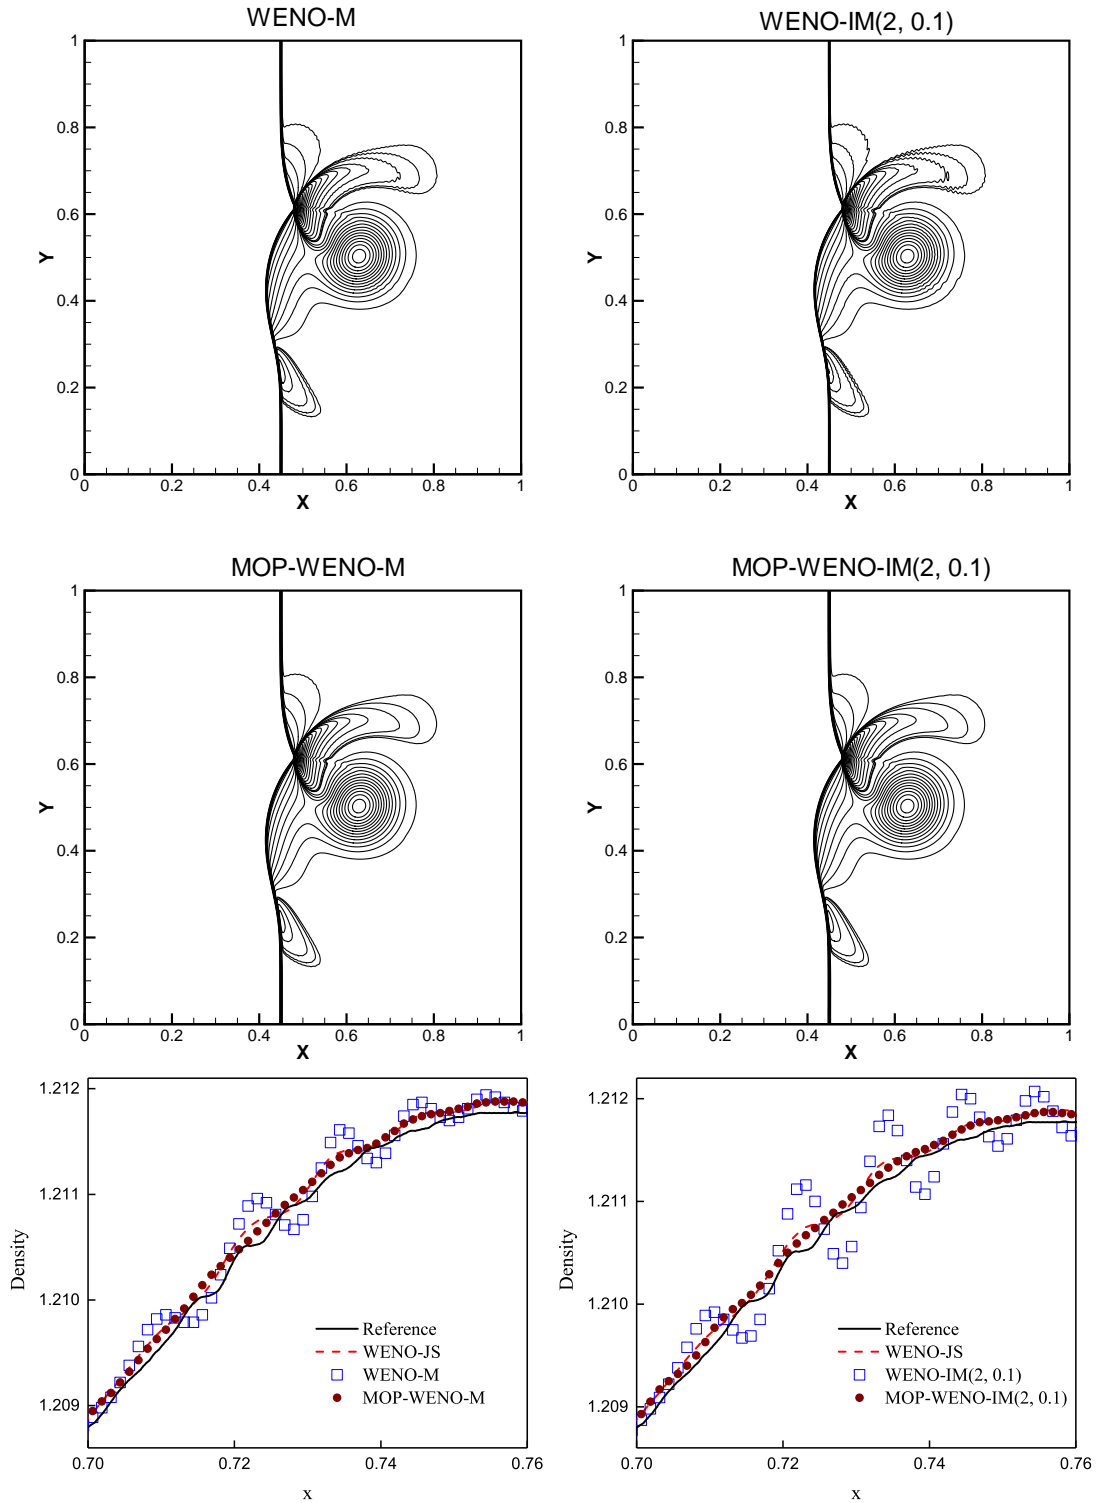 WENO-M
WENO-IM(2, 0.1)
1
0.8
0.6
0.4
0.2
0
Y
0 0.2 0.4 0.6 0.8 1
X
1
0.8
0.6
0.4
0.2
0
Y
0 0.2 0.4 0.6 0.8 1
X
MOP-WENO-M
MOP-WENO-IM(2, 0.1)
1
0.8
0.6
0.4
0.2
0
Y
0 0.2 0.4 0.6 0.8 1
X
1
0.8
0.6
0.4
0.2
0
Y
0 0.2 0.4 0.6 0.8 1
X
1.212
1.211
1.210
1.209
Density
Reference
WENO-JS
WENO-M
MOP-WENO-M
0.70 0.72 0.74 0.76
x
1.212
1.211
1.210
1.209
Density
Reference
WENO-JS
WENO-IM(2, 0.1)
MOP-WENO-IM(2, 0.1)
0.70 0.72 0.74 0.76
x